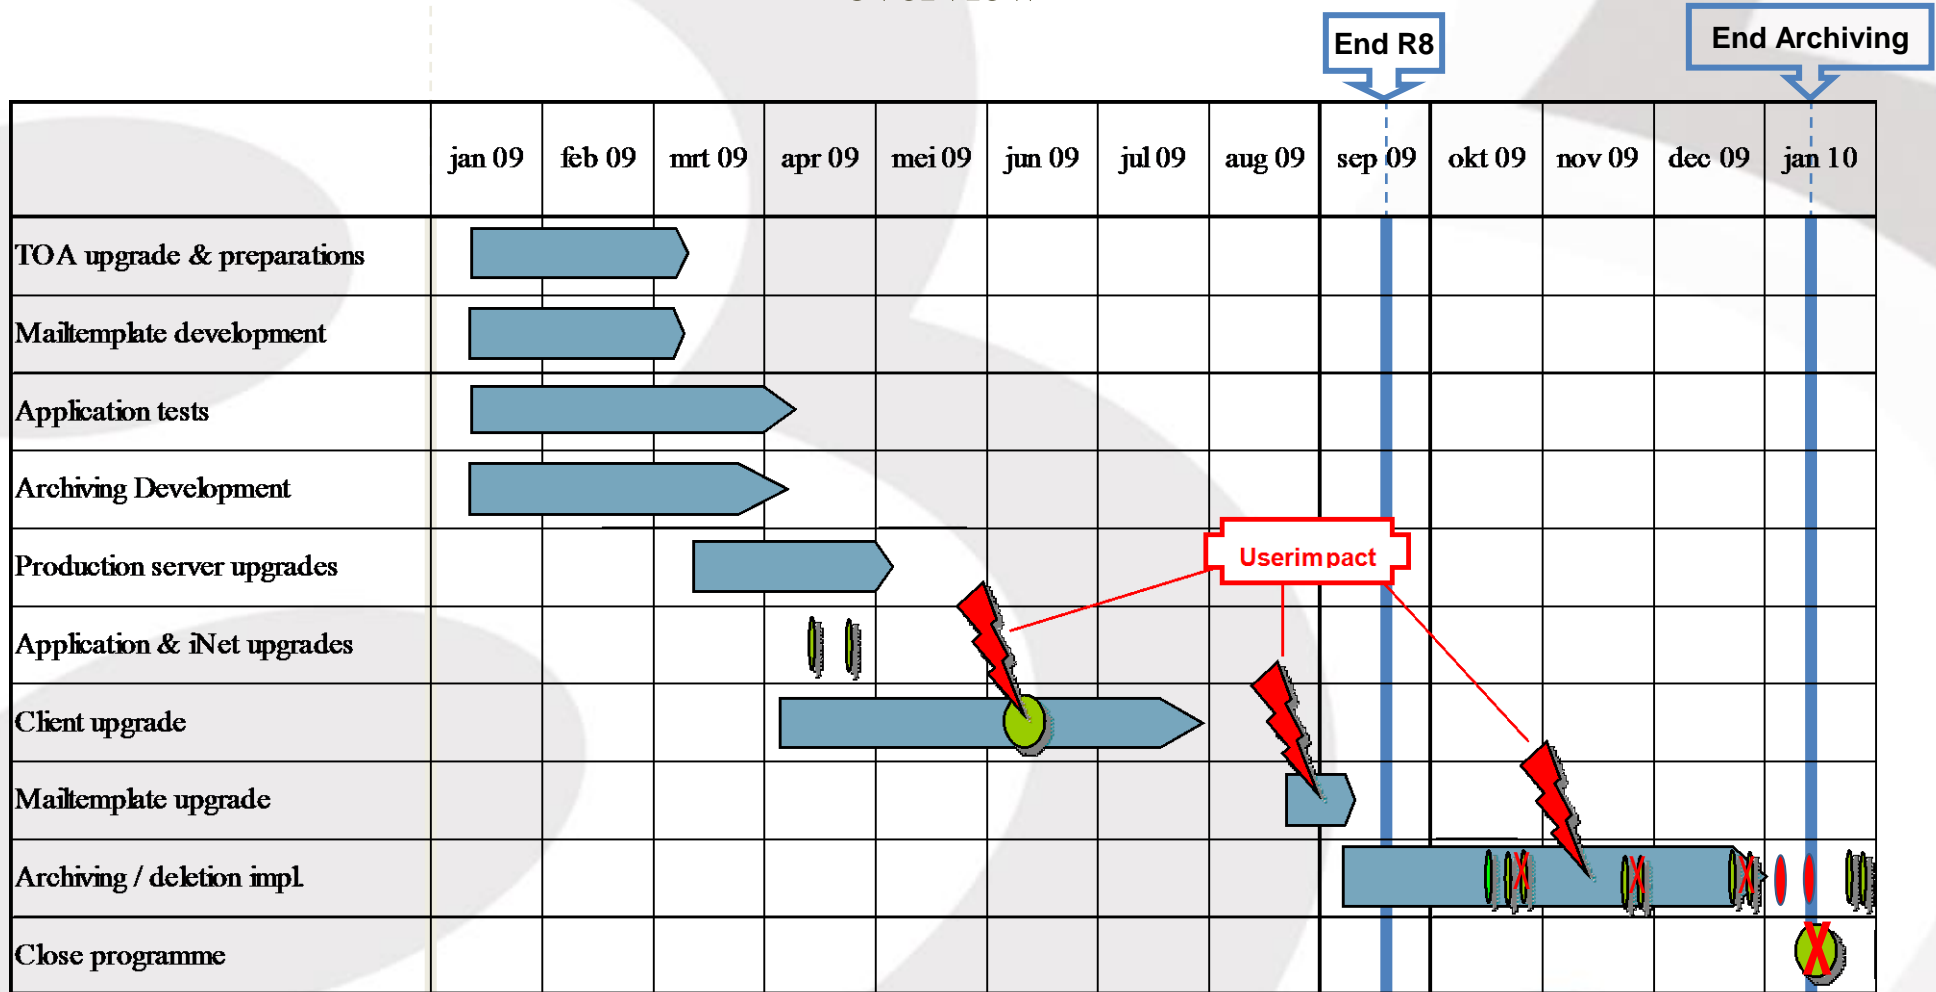 End R8
End Archiving
jan 09 feb 09 mrt 09 apr 09 mei 09 jun 09 jul 09 aug 09 sep 09 okt 09 nov 09 dec 09 jan 10
TOA upgrade & preparations
Mailtemplate development
Application tests
Archiving Development
Production server upgrades
Userimpact
Application & iNet upgrades
Client upgrade
Mailtemplate upgrade
Archiving / deletion impl.
Close programme